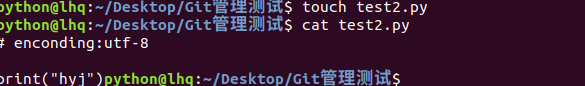 python@lhq:~/Desktop/Git管理测试$ touch test2.py
python@lhq:~/Desktop/Git管理测试$ cat test2.py
# enconding:utf-8
print("hyj")python@lhq:~/Desktop/Git管理测试$